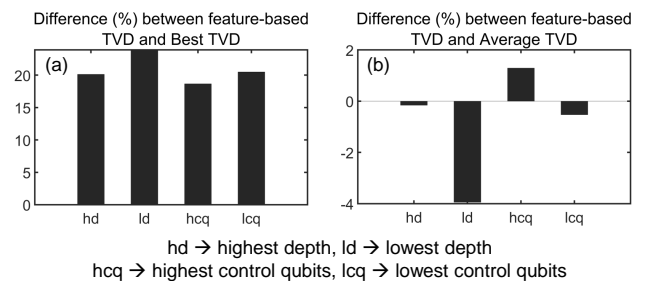 Difference (%) between feature-based
TVD and Best TVD
(a)
20
15
10
5
0
hd
ld
hcq
lcq
Difference (%) between feature-based
TVD and Average TVD
(b)
2
0
-2
-4
hd
ld
hcq
lcq
hd → highest depth, ld → lowest depth
hcq → highest control qubits, lcq → lowest control qubits